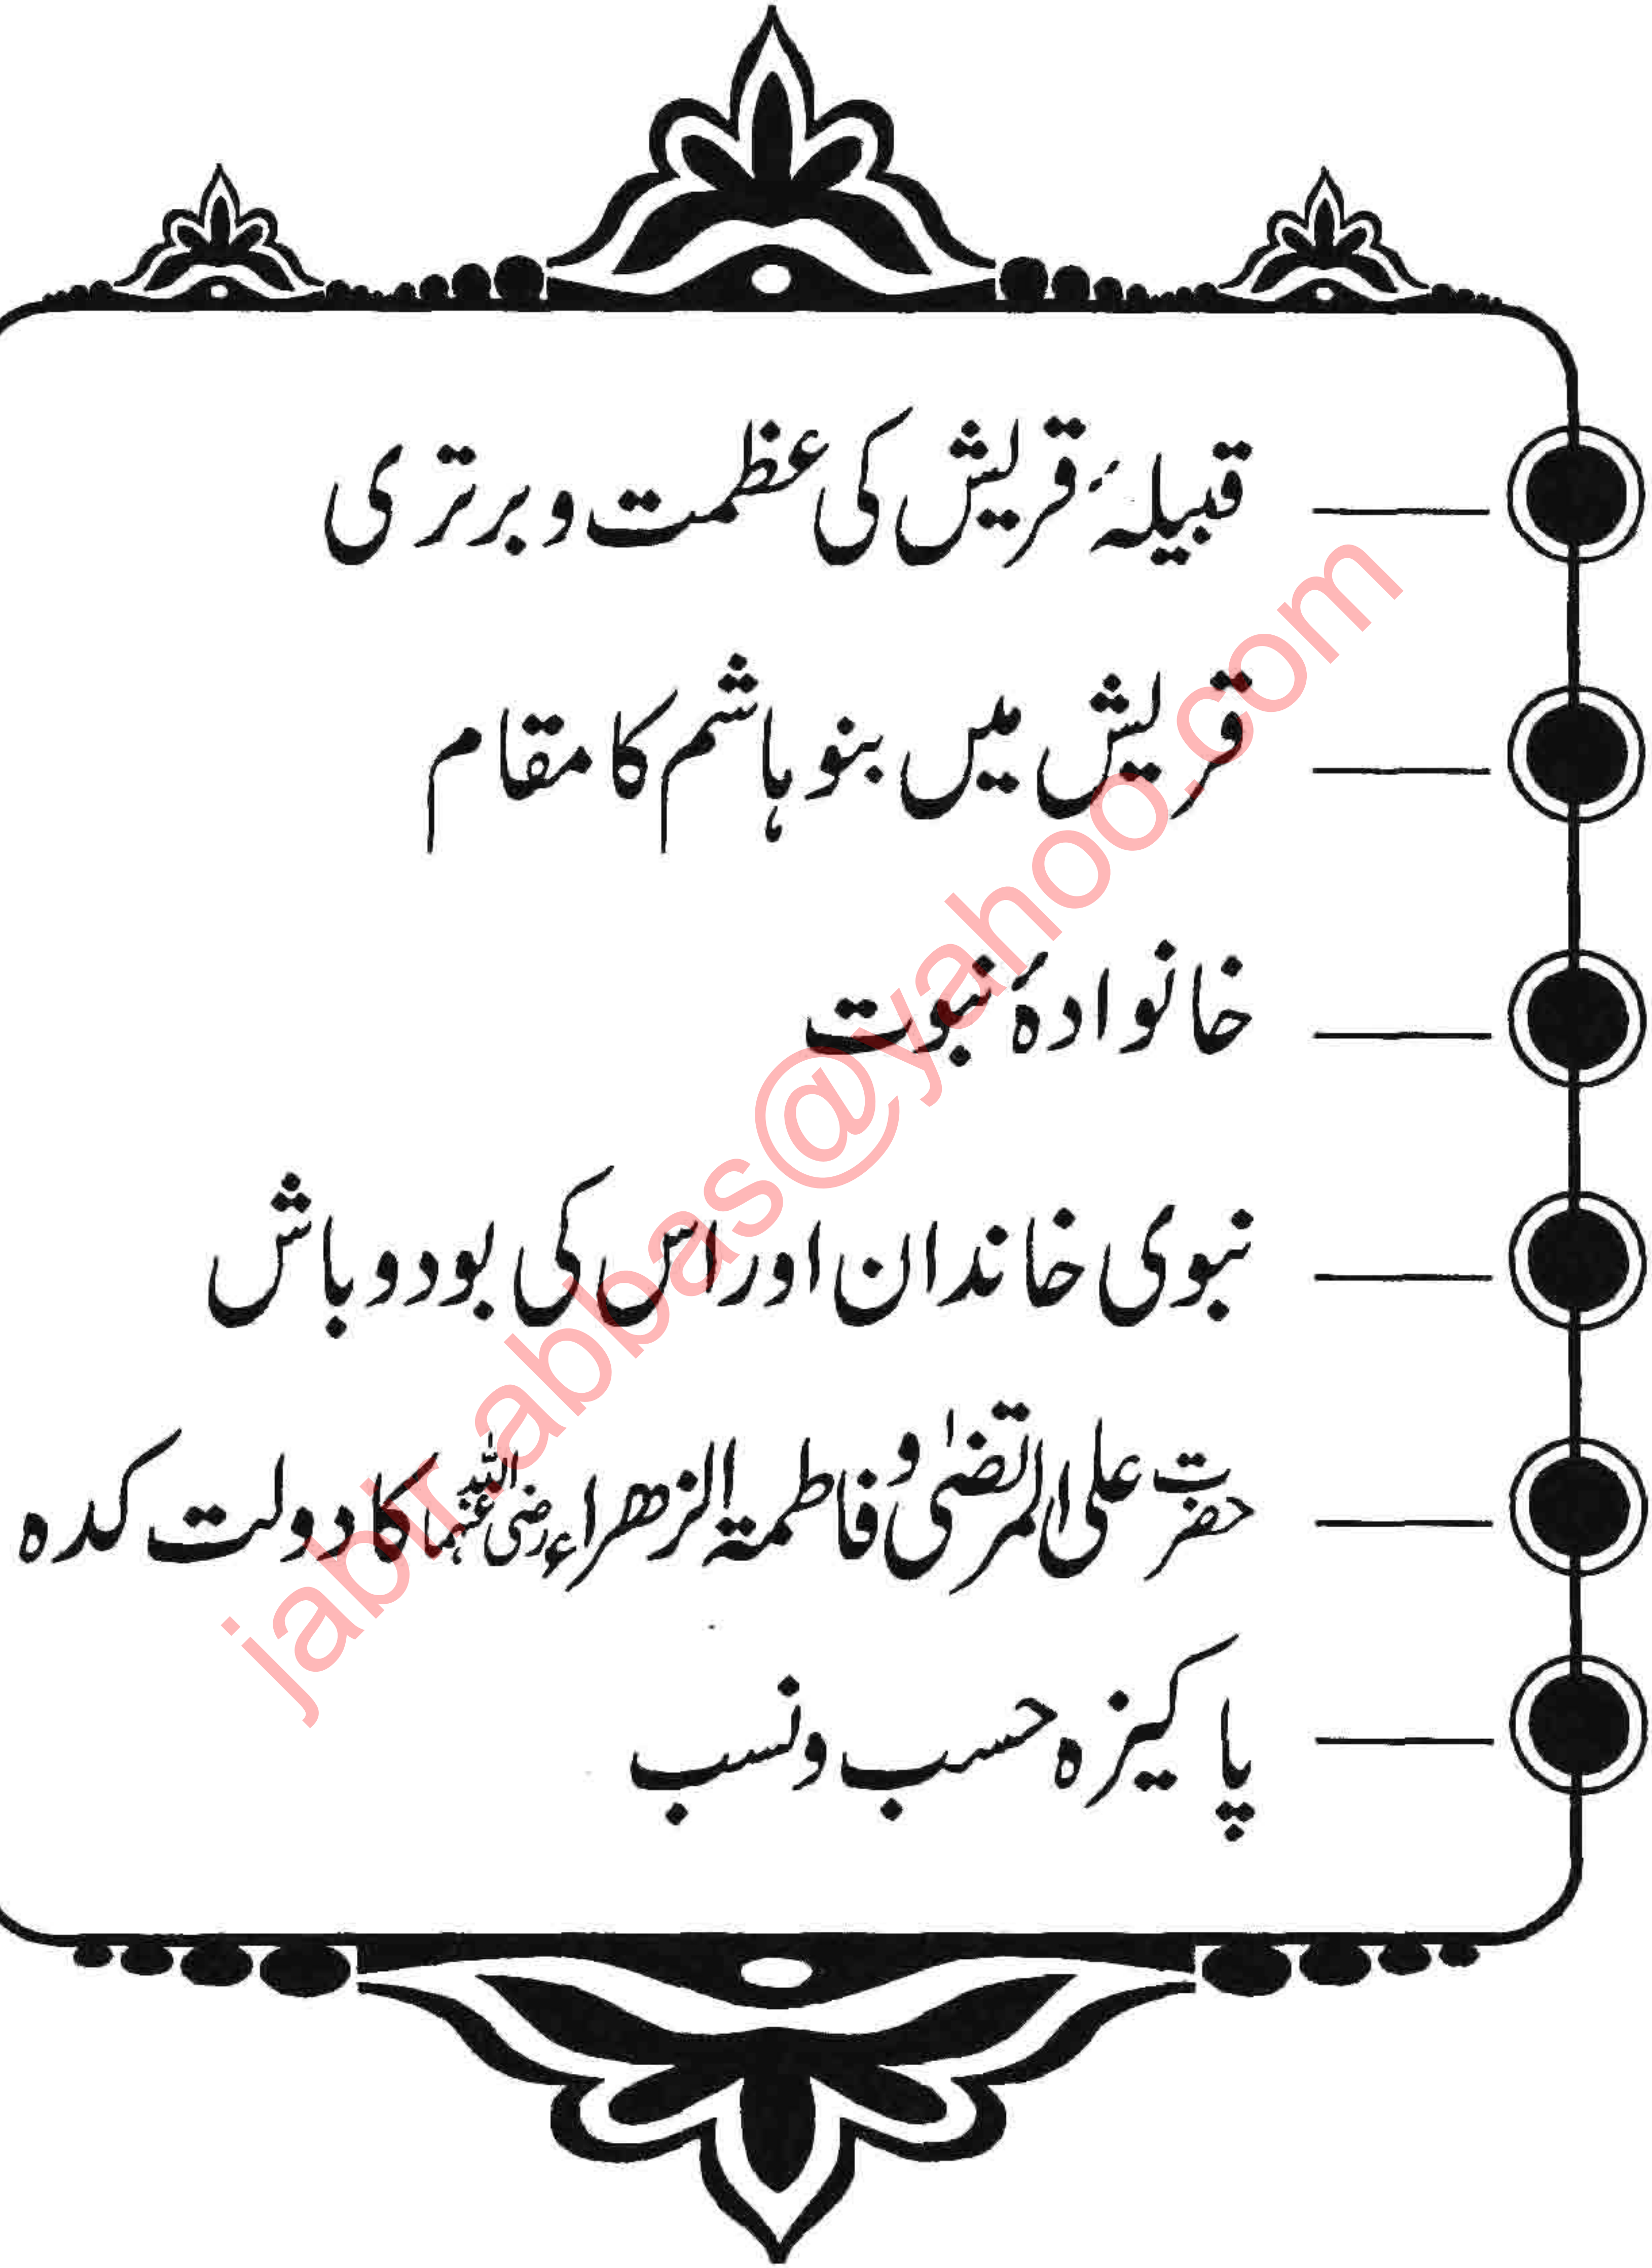 قبیلۂ قریش کی عظمت و برتری
قریش میں بنو ہاشم کا مقام
خانوادۂ نبوت
نبوی خاندان اور اس کی بود و باش
حضرت علی المرتضیٰ و فاطمۃ الزھراء رضی اللہ عنہما کا دولت کدہ
پاکیزہ حسب و نسب
jabir.abbas@yahoo.com